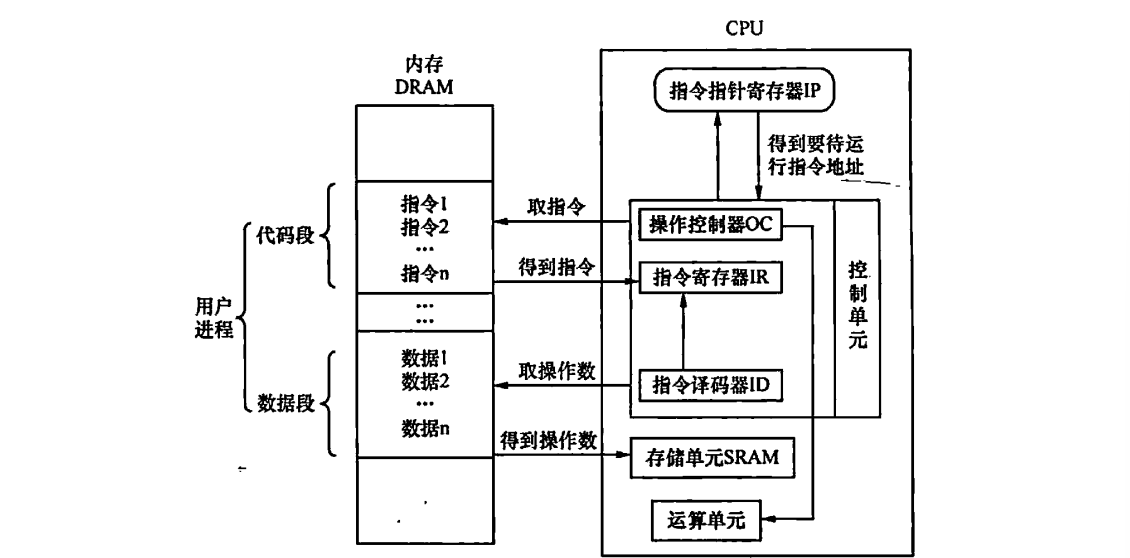 CPU
内存
DRAM
指令指针寄存器IP
得到要待运
行指令地址
指令1
指令2
...
指令n
代码段
取指令
操作控制器OC
得到指令
指令寄存器IR
控制单元
...
...
用户
进程
数据1
数据2
...
数据n
数据段
取操作数
指令译码器ID
得到操作数
存储单元SRAM
运算单元